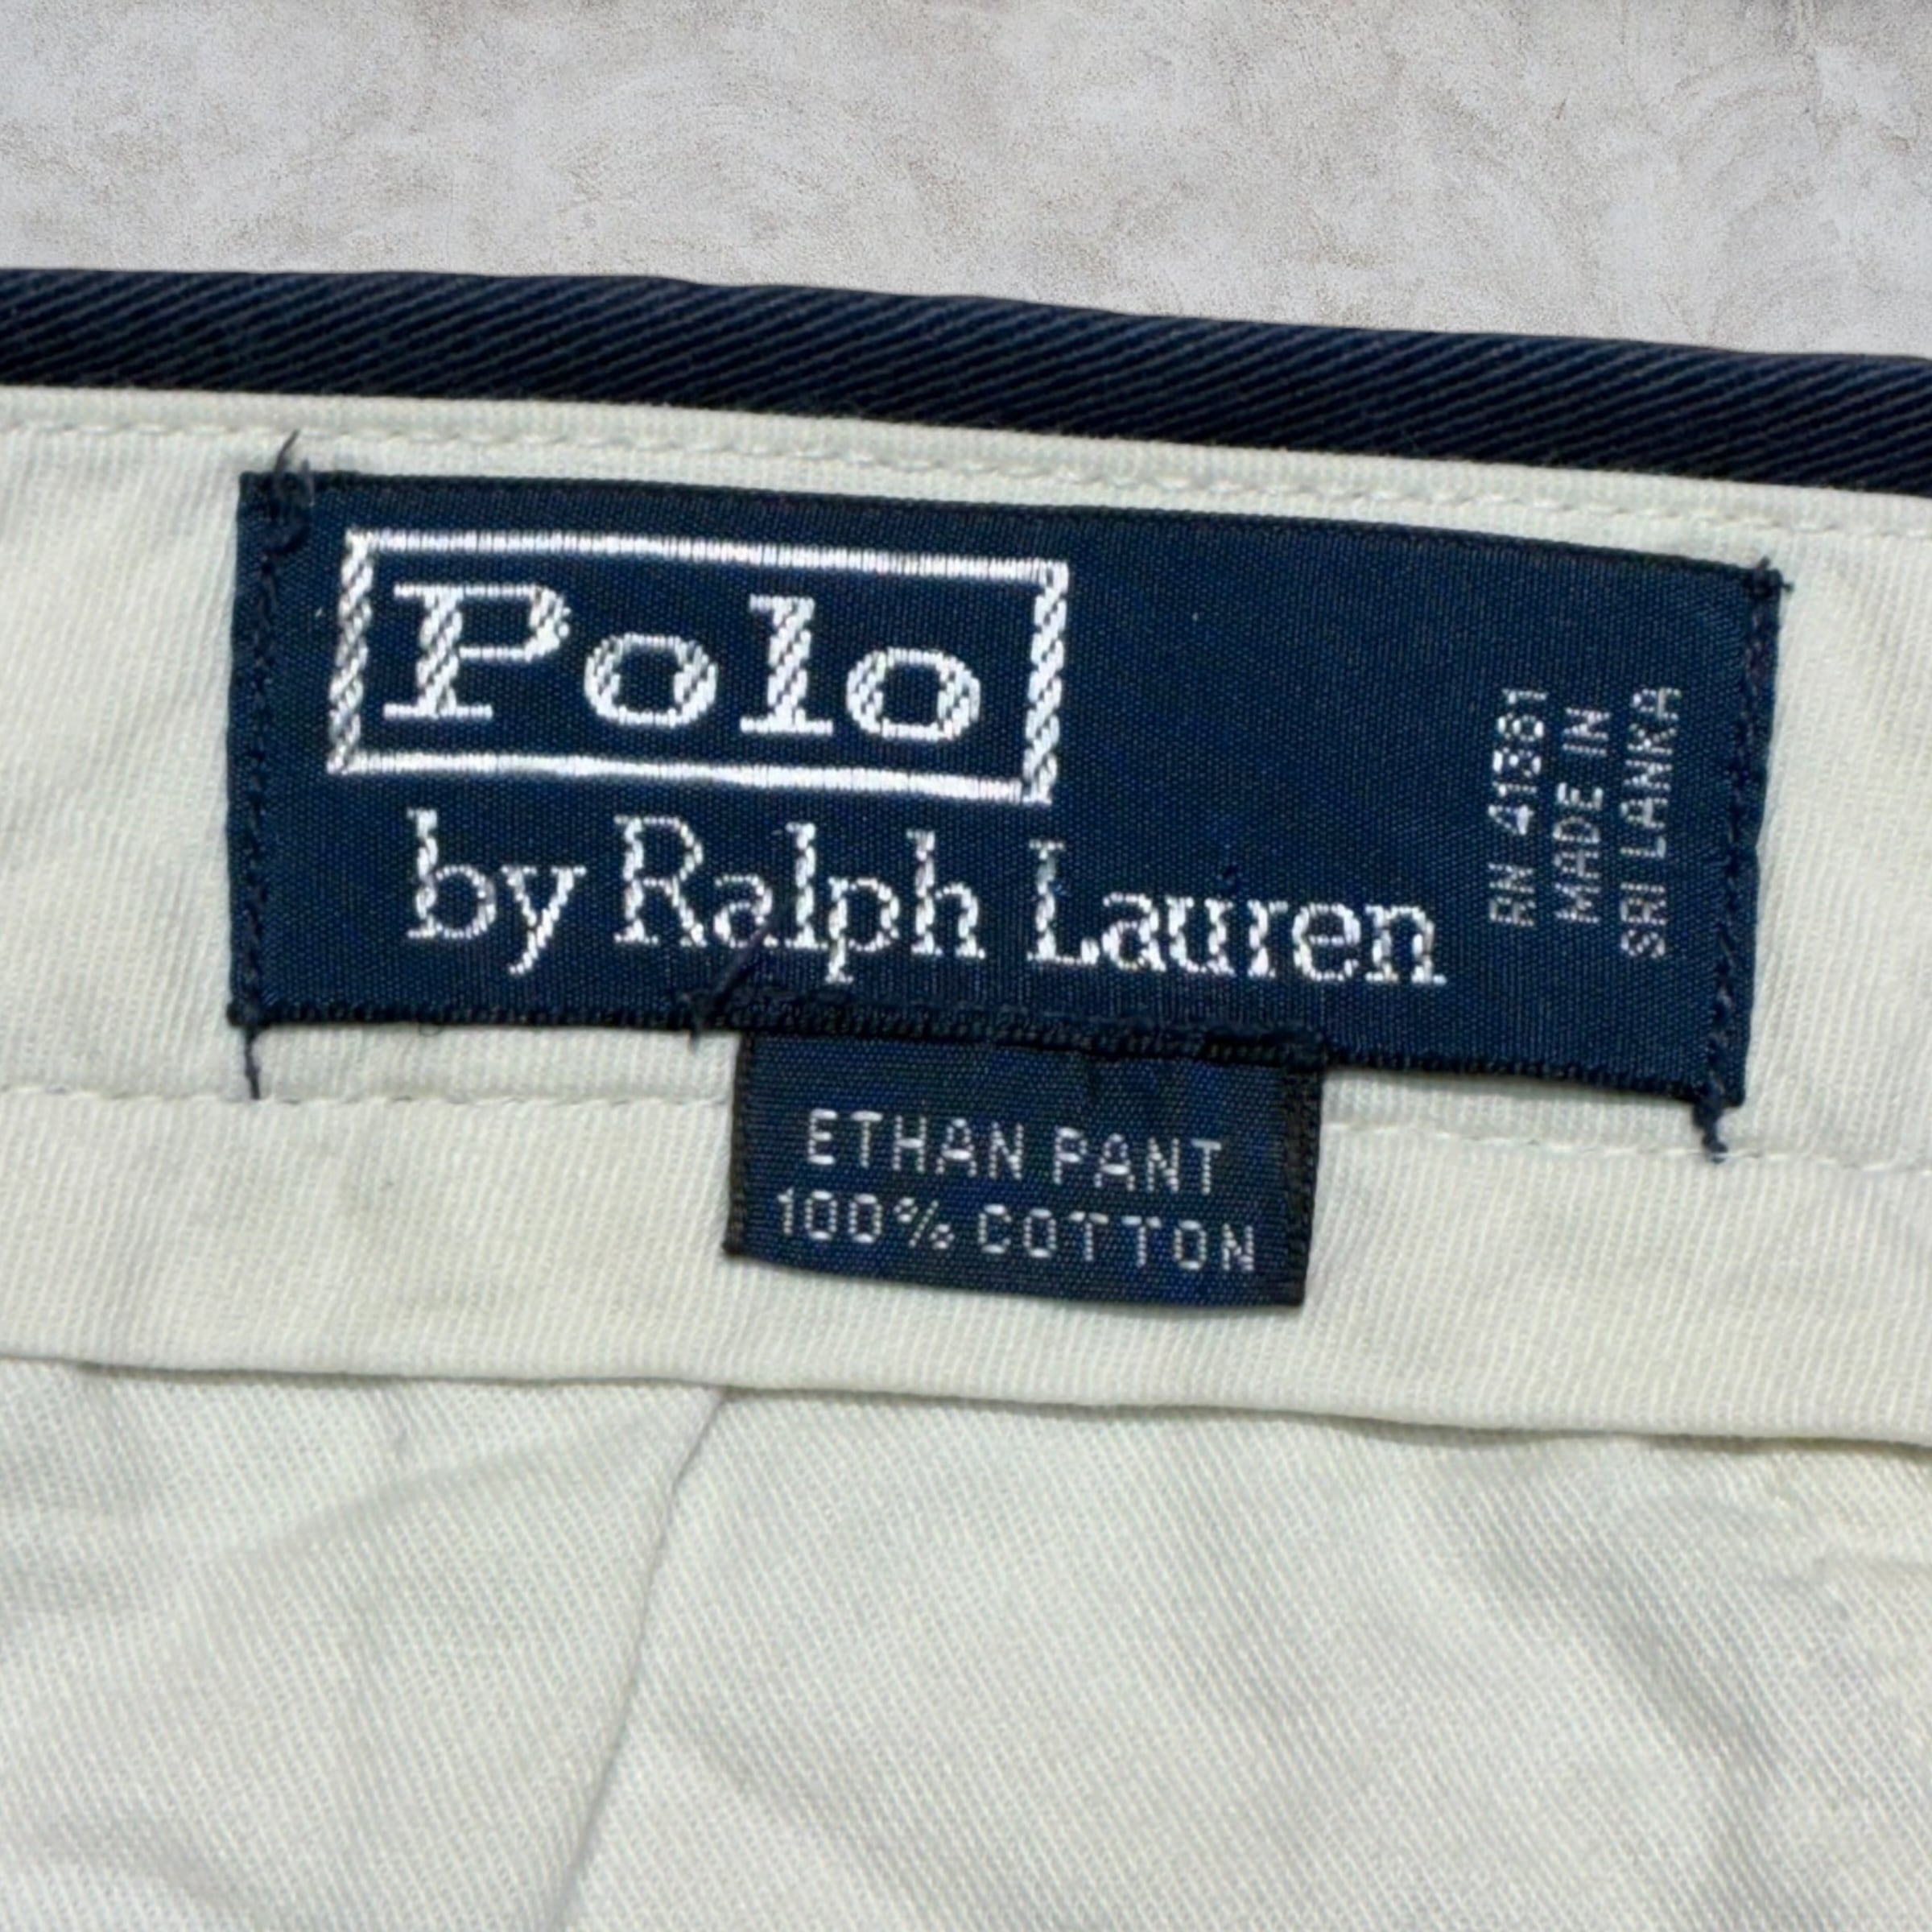 Polo
by Ralph Lauren
RN 41381
MADE IN
SRI LANKA
ETHAN PANT
100% COTTON